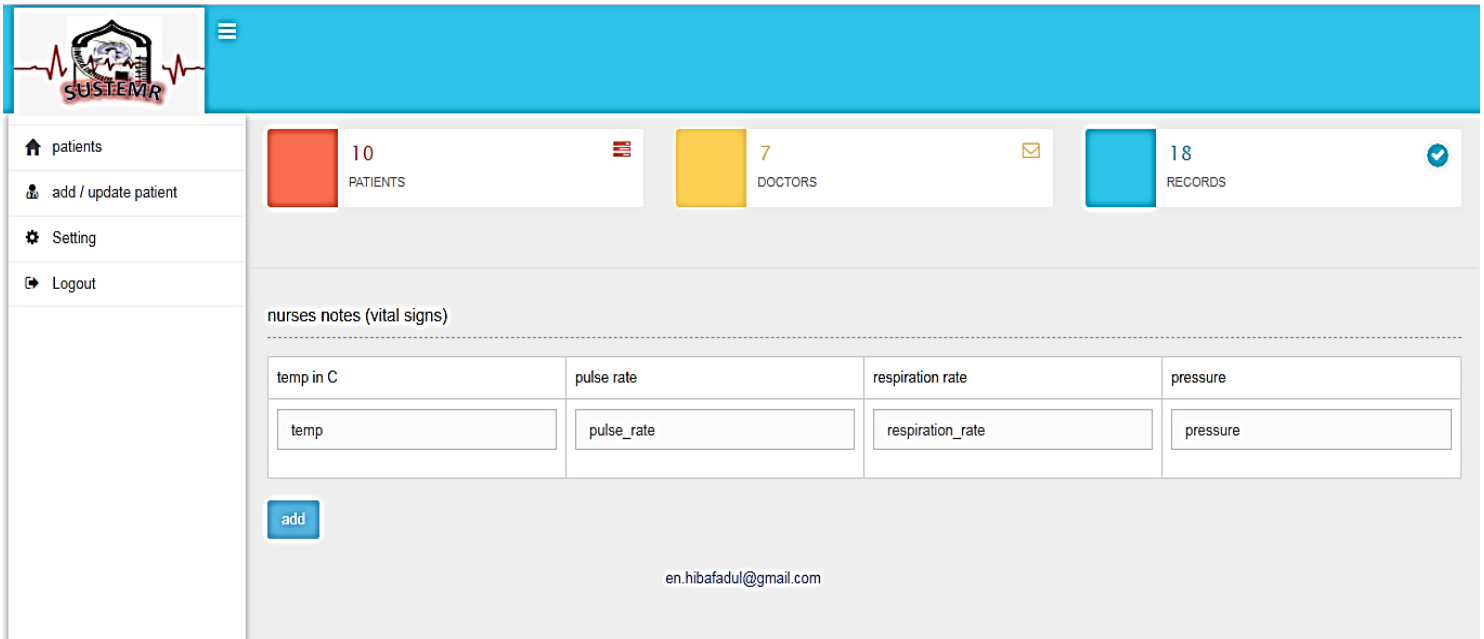 SUSTEMR
patients
add / update patient
Setting
Logout
10
PATIENTS
7
DOCTORS
18
RECORDS
nurses notes (vital signs)
temp in C pulse rate respiration rate pressure
temp pulse_rate respiration_rate pressure
add
en.hibafadul@gmail.com